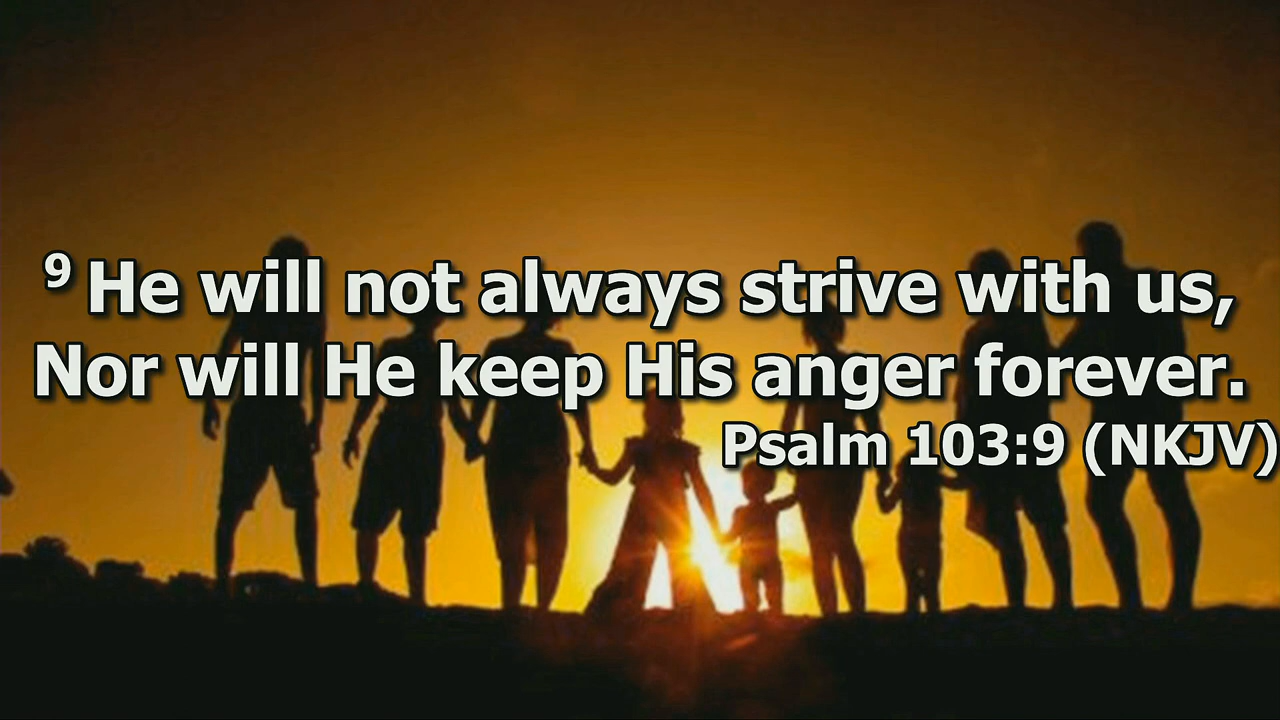 9 He will not always strive with us,
Nor will He keep His anger forever.
Psalm 103:9 (NKJV)